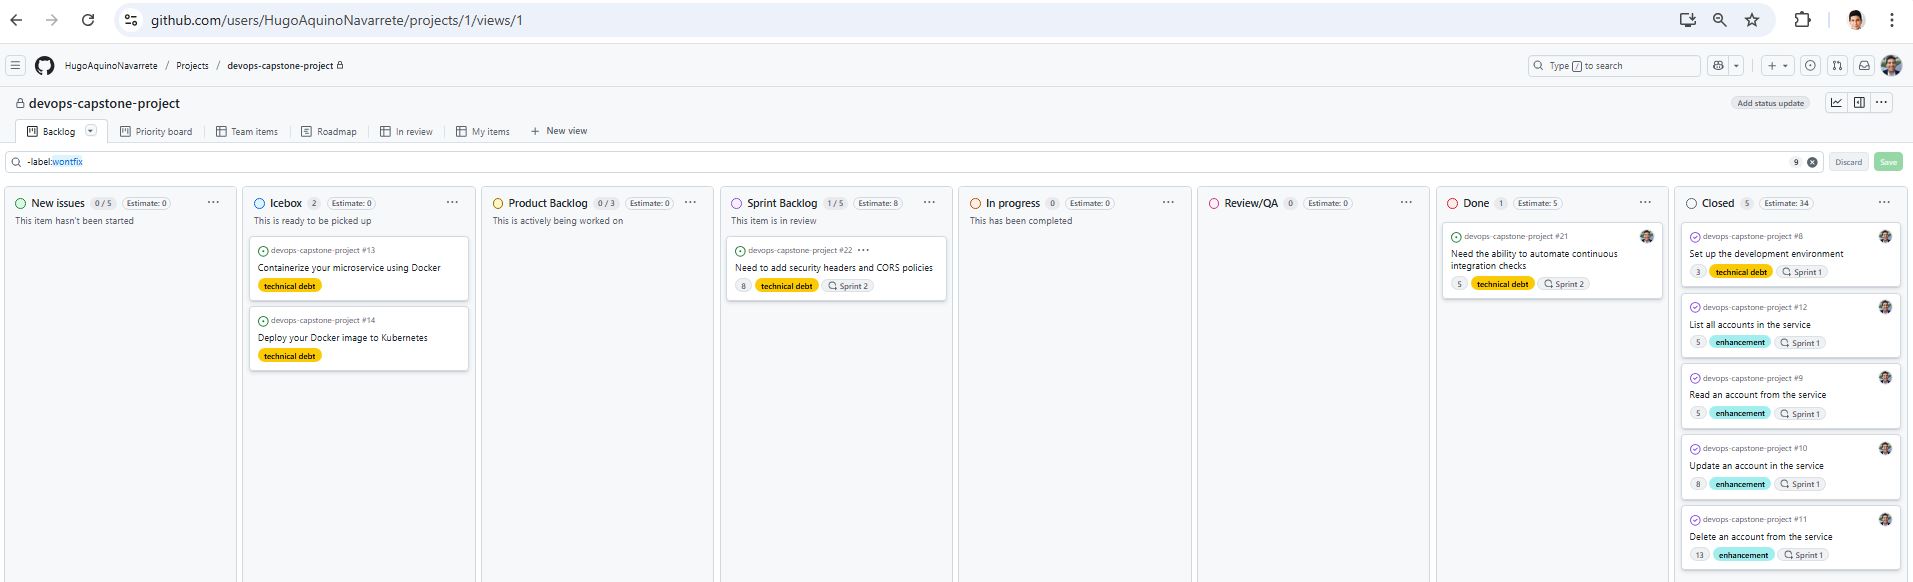 github.com/users/HugoAquinoNavarrete/projects/1/views/1
HugoAquinoNavarrete / Projects / devops-capstone-project
Type / to search
devops-capstone-project
Add status update
Backlog
Priority board
Team items
Roadmap
In review
My items
New view
-label:wontfix
9
Discard
Save
New issues 0 / 5 Estimate: 0
This item hasn't been started
Icebox 2 Estimate: 0
This is ready to be picked up
devops-capstone-project #13
Containerize your microservice using Docker
technical debt
devops-capstone-project #14
Deploy your Docker image to Kubernetes
technical debt
Product Backlog 0 / 3 Estimate: 0
This is actively being worked on
Sprint Backlog 1 / 5 Estimate: 8
This item is in review
devops-capstone-project #22
Need to add security headers and CORS policies
8 technical debt Sprint 2
In progress 0 Estimate: 0
This has been completed
Review/QA 0 Estimate: 0
Done 1 Estimate: 5
devops-capstone-project #21
Need the ability to automate continuous
integration checks
5 technical debt Sprint 2
Closed 5 Estimate: 34
devops-capstone-project #8
Set up the development environment
3 technical debt Sprint 1
devops-capstone-project #12
List all accounts in the service
5 enhancement Sprint 1
devops-capstone-project #9
Read an account from the service
5 enhancement Sprint 1
devops-capstone-project #10
Update an account in the service
8 enhancement Sprint 1
devops-capstone-project #11
Delete an account from the service
13 enhancement Sprint 1